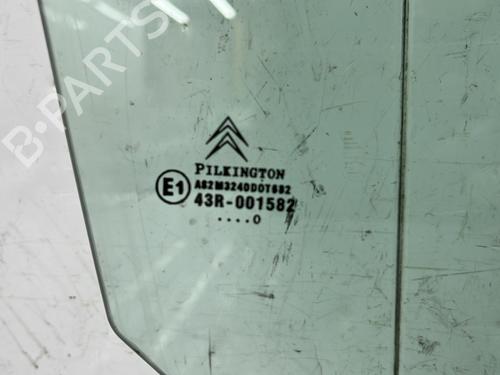 B-PARTS
PILKINGTON
AS2M3240DOT682
E1
43R-001582
....0